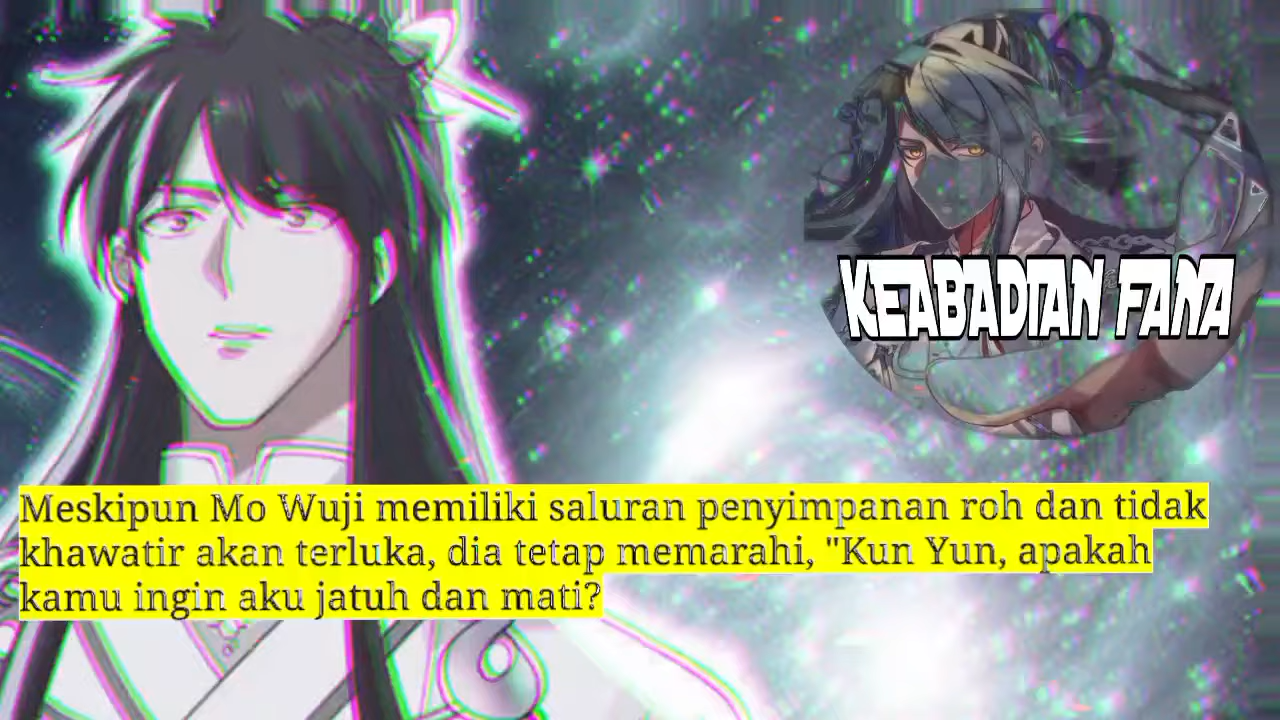 KEABADIAN FANA
Meskipun Mo Wuji memiliki saluran penyimpanan roh dan tidak
khawatir akan terluka, dia tetap memarahi, "Kun Yun, apakah
kamu ingin aku jatuh dan mati?